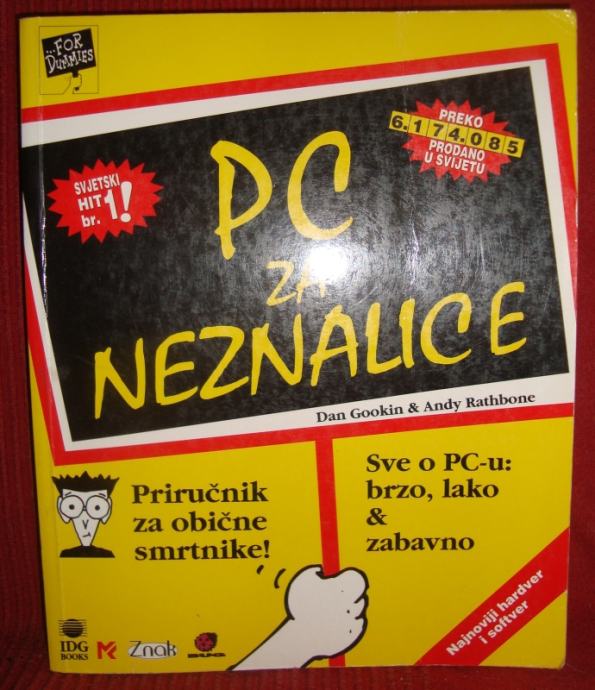 ...FOR
DUMMIES
PREKO
6.174.085
PRODANO
U SVIJETU
SVJETSKI
HIT
br. 1!
PC
ZA
NEZNALICE
Dan Gookin & Andy Rathbone
Priručnik
za obične
smrtnike!
Sve o PC-u:
brzo, lako
&
zabavno
Najnoviji hardver
i softver
IDG
BOOKS
Znak